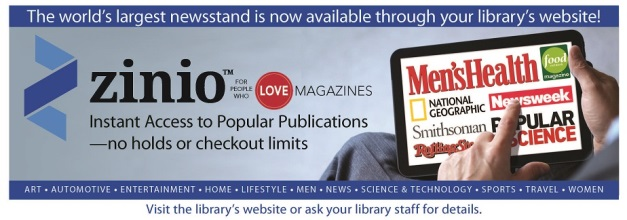 The world's largest newsstand is now available through your library's website!
zinio™ FOR PEOPLE WHO LOVE MAGAZINES
Instant Access to Popular Publications
—no holds or checkout limits
Men'sHealth
food network magazine
NATIONAL GEOGRAPHIC
Newsweek
Smithsonian
POPULAR SCIENCE
ART • AUTOMOTIVE • ENTERTAINMENT • HOME • LIFESTYLE • MEN • NEWS • SCIENCE & TECHNOLOGY • SPORTS • TRAVEL • WOMEN
Visit the library's website or ask your library staff for details.